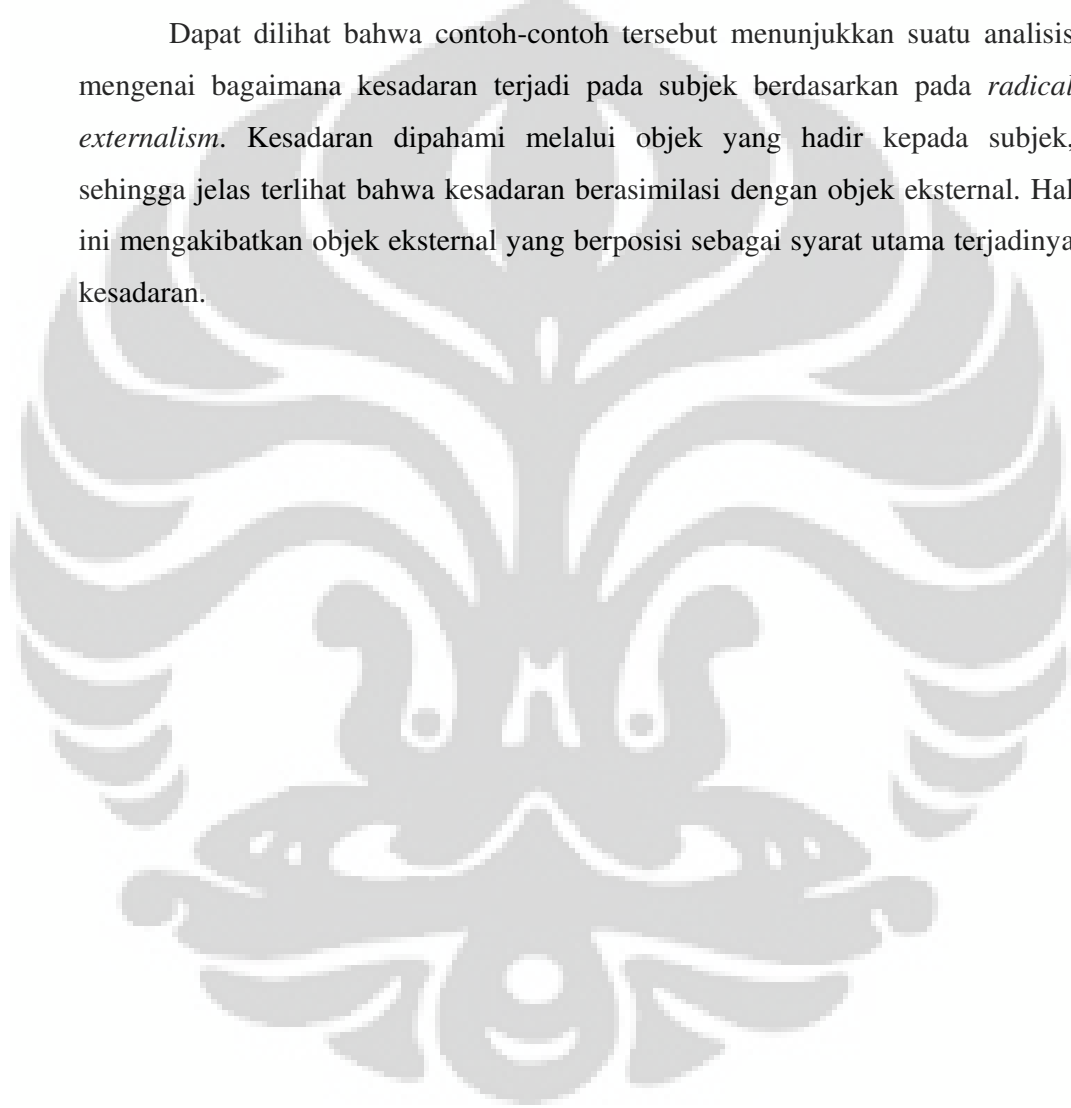 Dapat dilihat bahwa contoh-contoh tersebut menunjukkan suatu analisis
mengenai bagaimana kesadaran terjadi pada subjek berdasarkan pada radical
externalism. Kesadaran dipahami melalui objek yang hadir kepada subjek,
sehingga jelas terlihat bahwa kesadaran berasimilasi dengan objek eksternal. Hal
ini mengakibatkan objek eksternal yang berposisi sebagai syarat utama terjadinya
kesadaran.